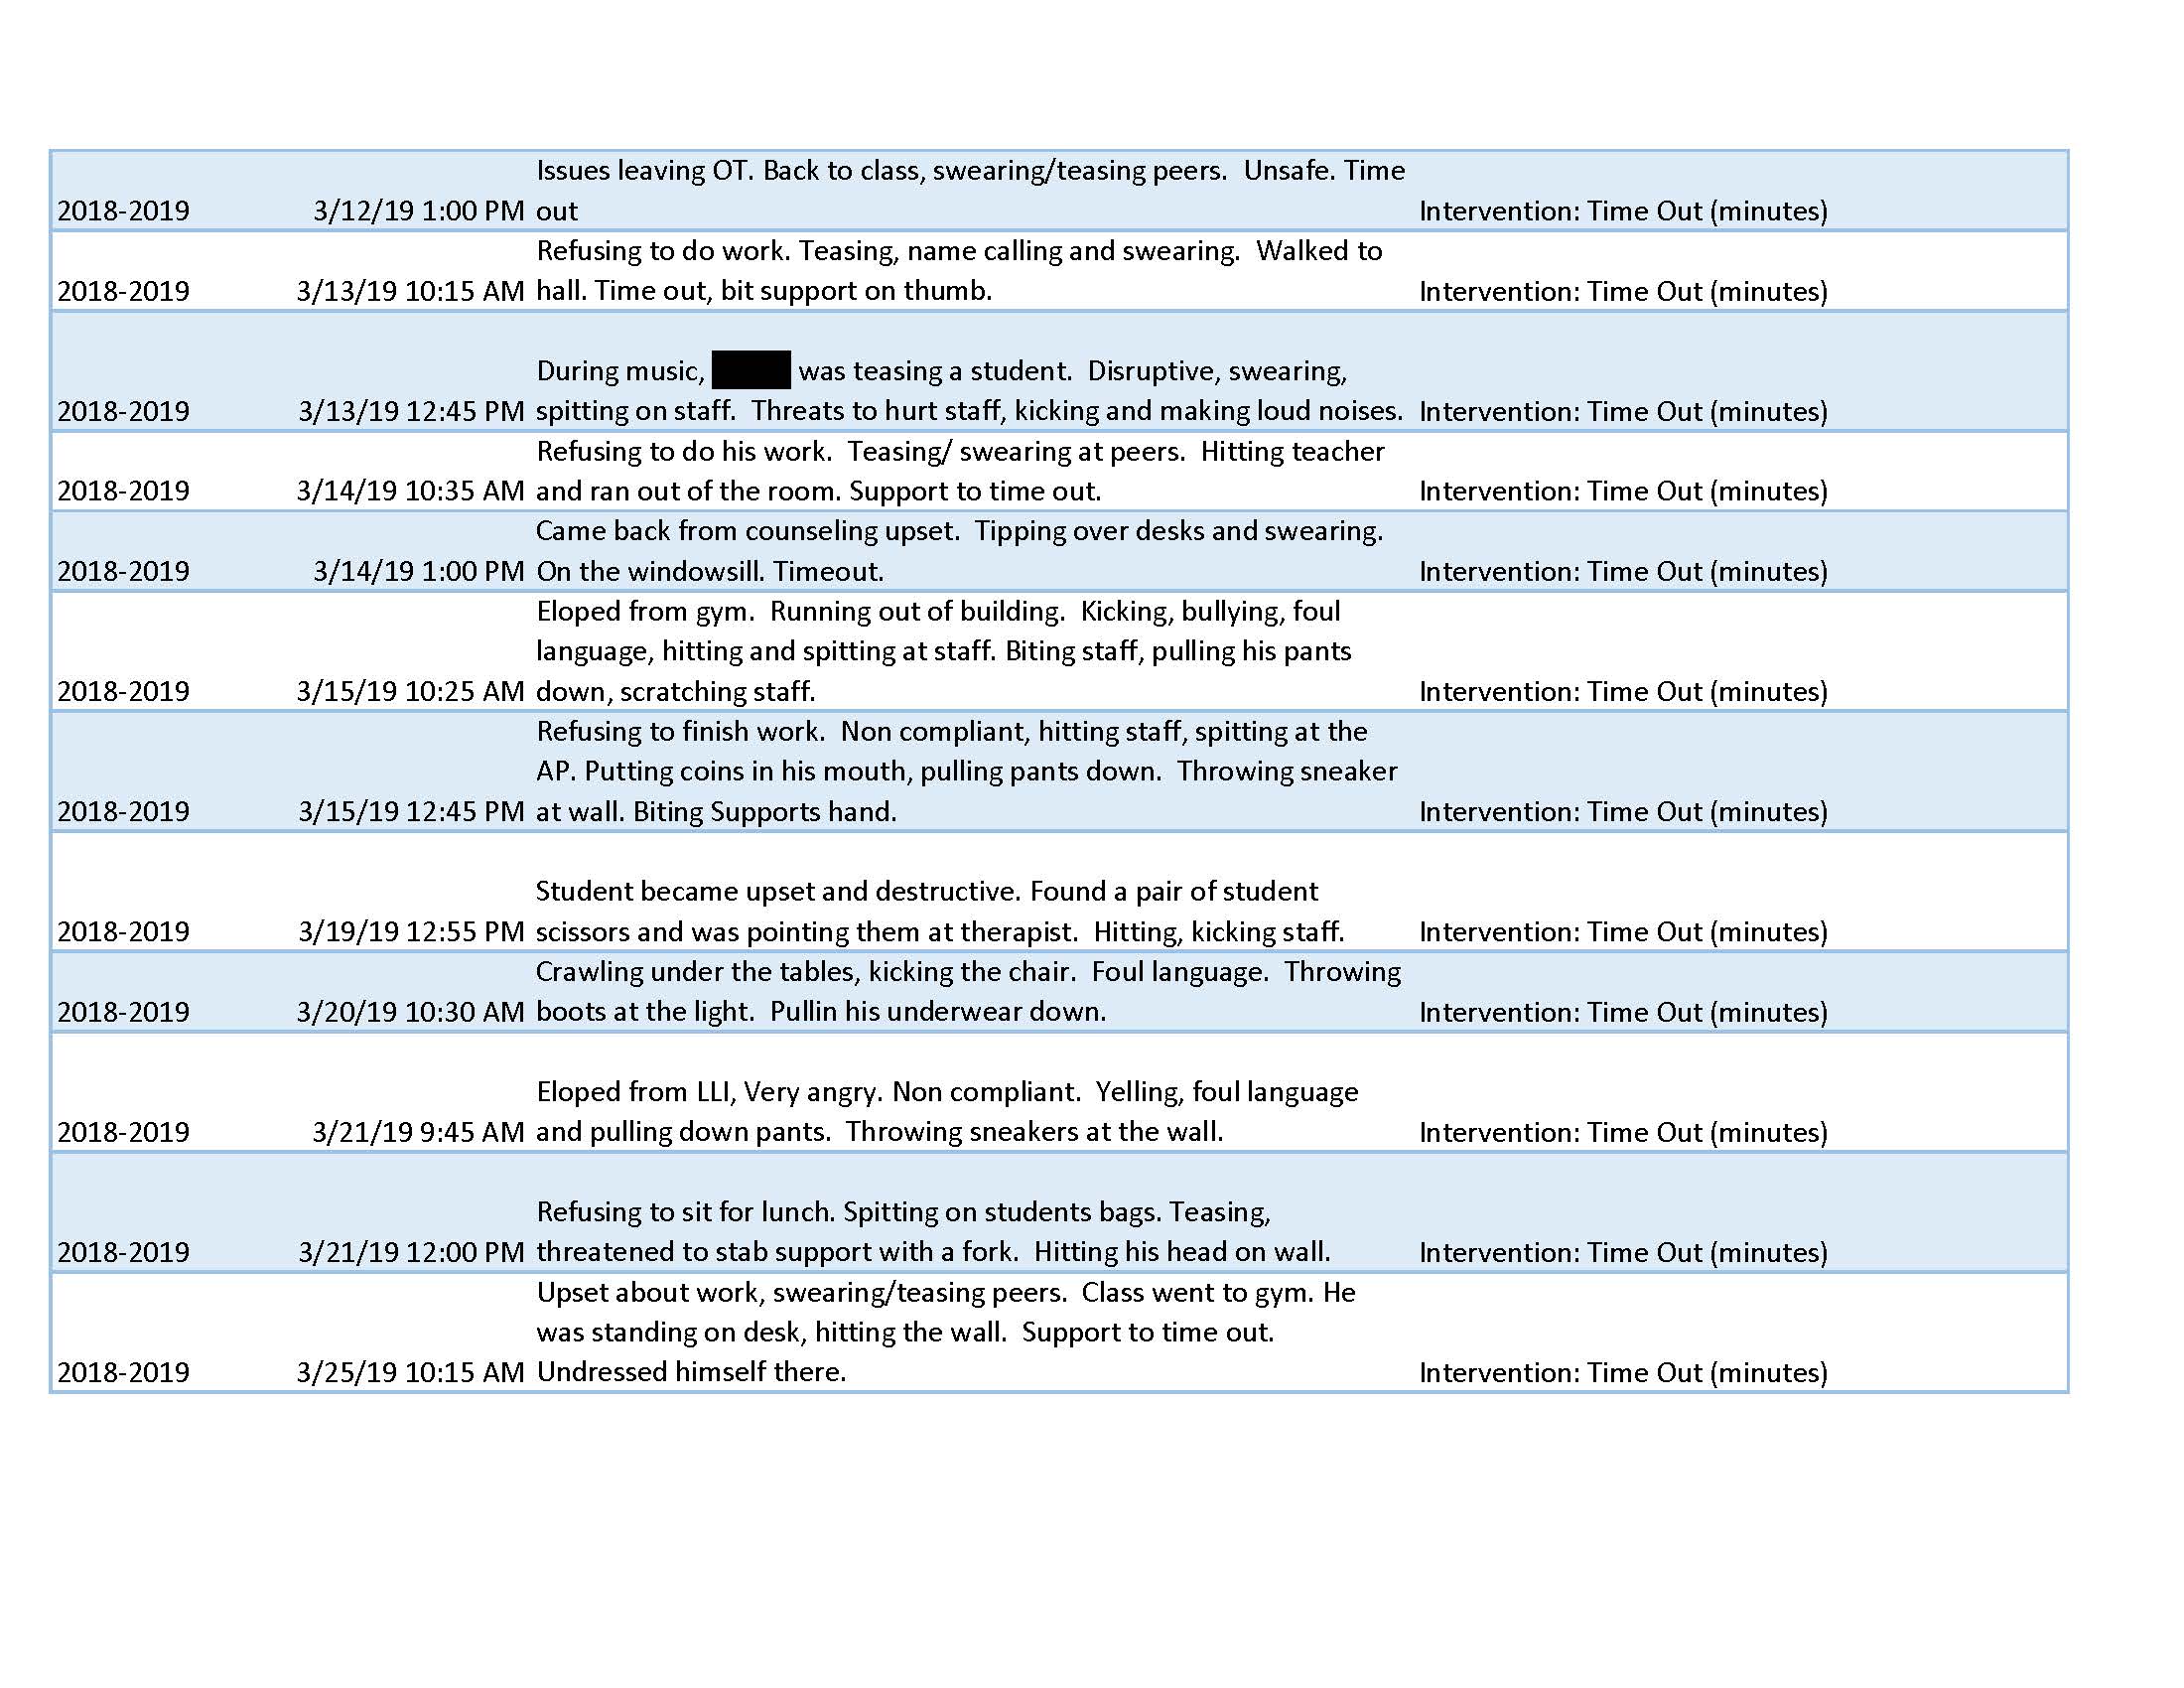 Issues leaving OT. Back to class, swearing/teasing peers.  Unsafe. Time
2018-2019 3/12/19 1:00 PM out Intervention: Time Out (minutes)
Refusing to do work. Teasing, name calling and swearing.  Walked to
2018-2019 3/13/19 10:15 AM hall. Time out, bit support on thumb. Intervention: Time Out (minutes)
During music, was teasing a student.  Disruptive, swearing,
2018-2019 3/13/19 12:45 PM spitting on staff.  Threats to hurt staff, kicking and making loud noises. Intervention: Time Out (minutes)
Refusing to do his work.  Teasing/ swearing at peers.  Hitting teacher
2018-2019 3/14/19 10:35 AM and ran out of the room. Support to time out. Intervention: Time Out (minutes)
Came back from counseling upset.  Tipping over desks and swearing.
2018-2019 3/14/19 1:00 PM On the windowsill. Timeout. Intervention: Time Out (minutes)
Eloped from gym.  Running out of building.  Kicking, bullying, foul
language, hitting and spitting at staff. Biting staff, pulling his pants
2018-2019 3/15/19 10:25 AM down, scratching staff. Intervention: Time Out (minutes)
Refusing to finish work.  Non compliant, hitting staff, spitting at the
AP. Putting coins in his mouth, pulling pants down.  Throwing sneaker
2018-2019 3/15/19 12:45 PM at wall. Biting Supports hand. Intervention: Time Out (minutes)
Student became upset and destructive. Found a pair of student
2018-2019 3/19/19 12:55 PM scissors and was pointing them at therapist.  Hitting, kicking staff. Intervention: Time Out (minutes)
Crawling under the tables, kicking the chair.  Foul language.  Throwing
2018-2019 3/20/19 10:30 AM boots at the light.  Pullin his underwear down. Intervention: Time Out (minutes)
Eloped from LLI, Very angry. Non compliant.  Yelling, foul language
2018-2019 3/21/19 9:45 AM and pulling down pants.  Throwing sneakers at the wall. Intervention: Time Out (minutes)
Refusing to sit for lunch. Spitting on students bags. Teasing,
2018-2019 3/21/19 12:00 PM threatened to stab support with a fork.  Hitting his head on wall. Intervention: Time Out (minutes)
Upset about work, swearing/teasing peers.  Class went to gym. He
was standing on desk, hitting the wall.  Support to time out.
2018-2019 3/25/19 10:15 AM Undressed himself there. Intervention: Time Out (minutes)